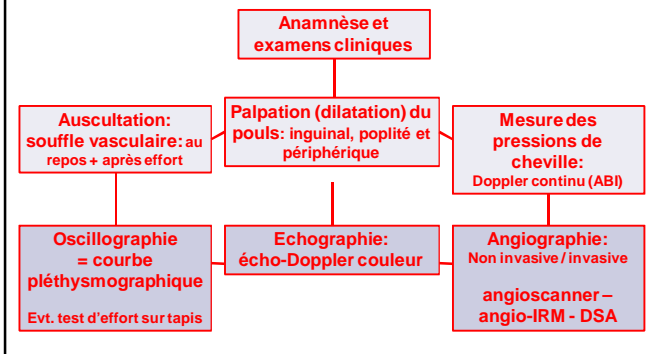 Anamnèse et
examens cliniques
Auscultation:
souffle vasculaire: au
repos + après effort
Palpation (dilatation) du
pouls: inguinal, poplité et
périphérique
Mesure des
pressions de
cheville:
Doppler continu (ABI)
Oscillographie
= courbe
pléthysmographique
Evt. test d'effort sur tapis
Echographie:
écho-Doppler couleur
Angiographie:
Non invasive / invasive
angioscanner –
angio-IRM - DSA